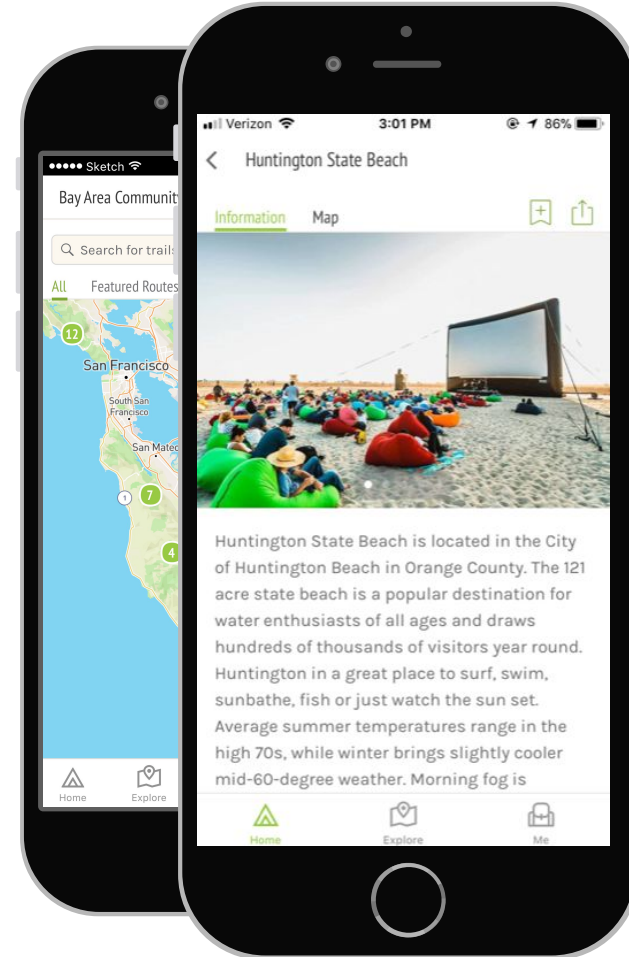 Sketch
Bay Area Communit
Search for trails
All Featured Routes
12
San Francisco
South San
Francisco
San Mateo
1
7
4
Home Explore
Verizon 3:01 PM 86%
Huntington State Beach
Information Map
Huntington State Beach is located in the City
of Huntington Beach in Orange County. The 121
acre state beach is a popular destination for
water enthusiasts of all ages and draws
hundreds of thousands of visitors year round.
Huntington in a great place to surf, swim,
sunbathe, fish or just watch the sun set.
Average summer temperatures range in the
high 70s, while winter brings slightly cooler
mid-60-degree weather. Morning fog is
Home Explore Me